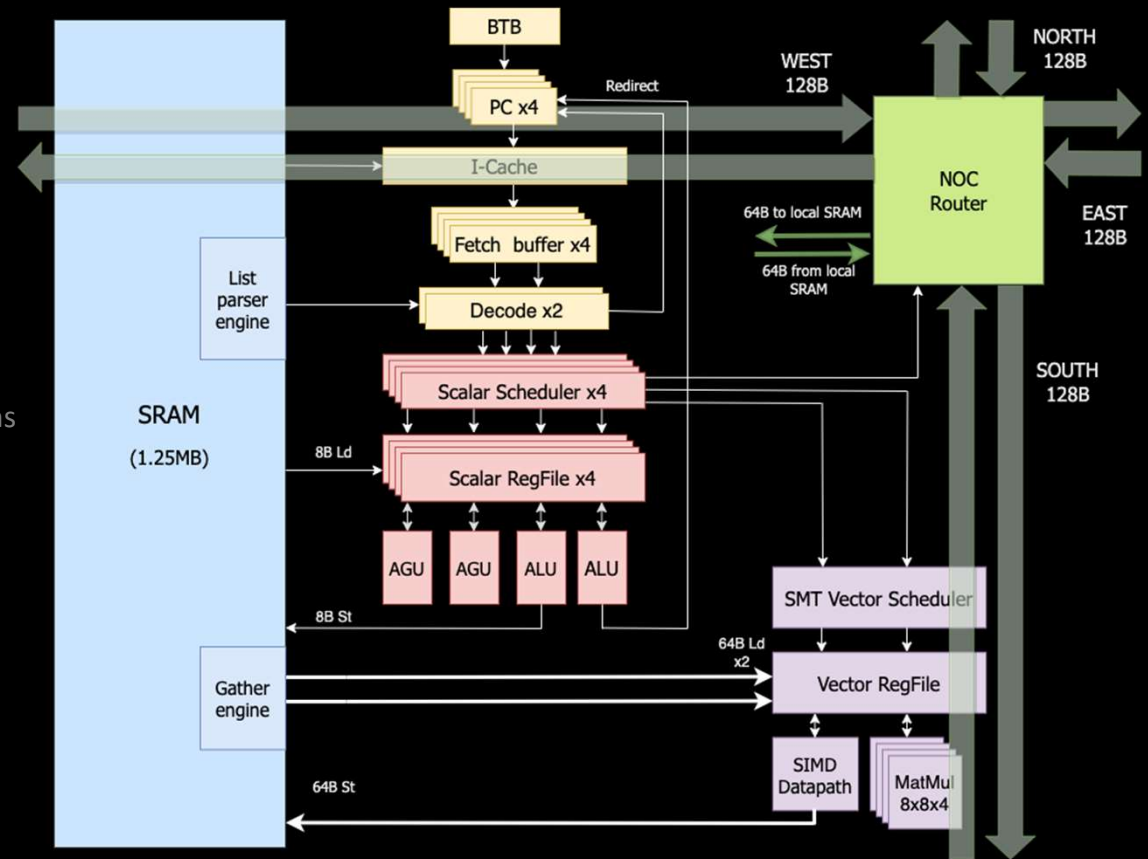 BTB
PC x4
Redirect
WEST
128B
NORTH
128B
I-Cache
NOC
Router
EAST
128B
Fetch buffer x4
64B to local SRAM
64B from local
SRAM
List
parser
engine
Decode x2
Scalar Scheduler x4
SOUTH
128B
SRAM
(1.25MB)
8B Ld
Scalar RegFile x4
AGU
AGU
ALU
ALU
SMT Vector Scheduler
8B St
64B Ld
x2
Vector RegFile
Gather
engine
SIMD
Datapath
MatMul
8x8x4
64B St